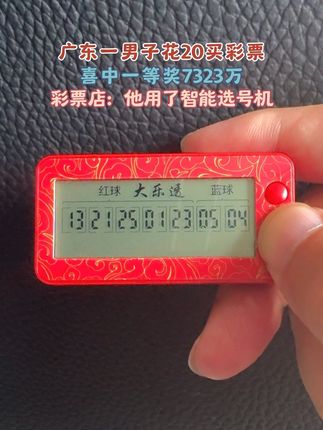 广东一男子花20买彩票
喜中一等奖7323万
彩票店：他用了智能选号机
红球 大乐透 蓝球
13 21 25 01 23 05 04